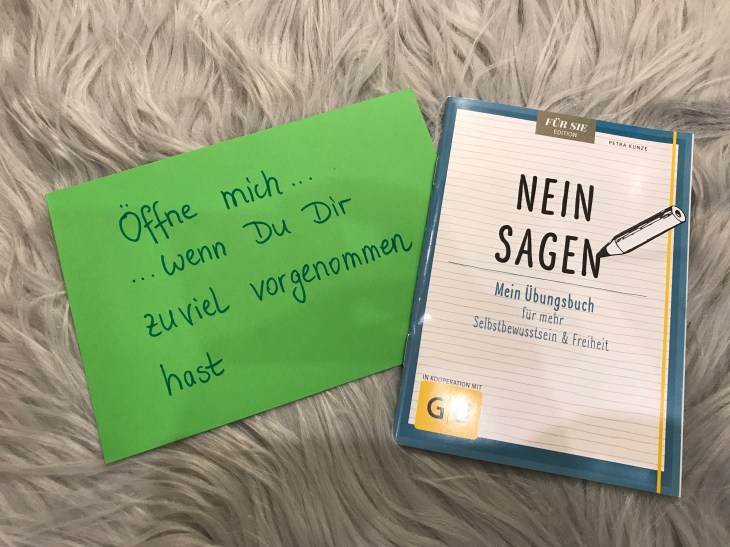 Öffne mich...
...wenn Du Dir
zuviel vorgenommen
hast
FÜR SIE
EDITION
PETRA KUNZE
NEIN
SAGEN
Mein Übungsbuch
für mehr
Selbstbewusstsein & Freiheit
IN KOOPERATION MIT
G|U